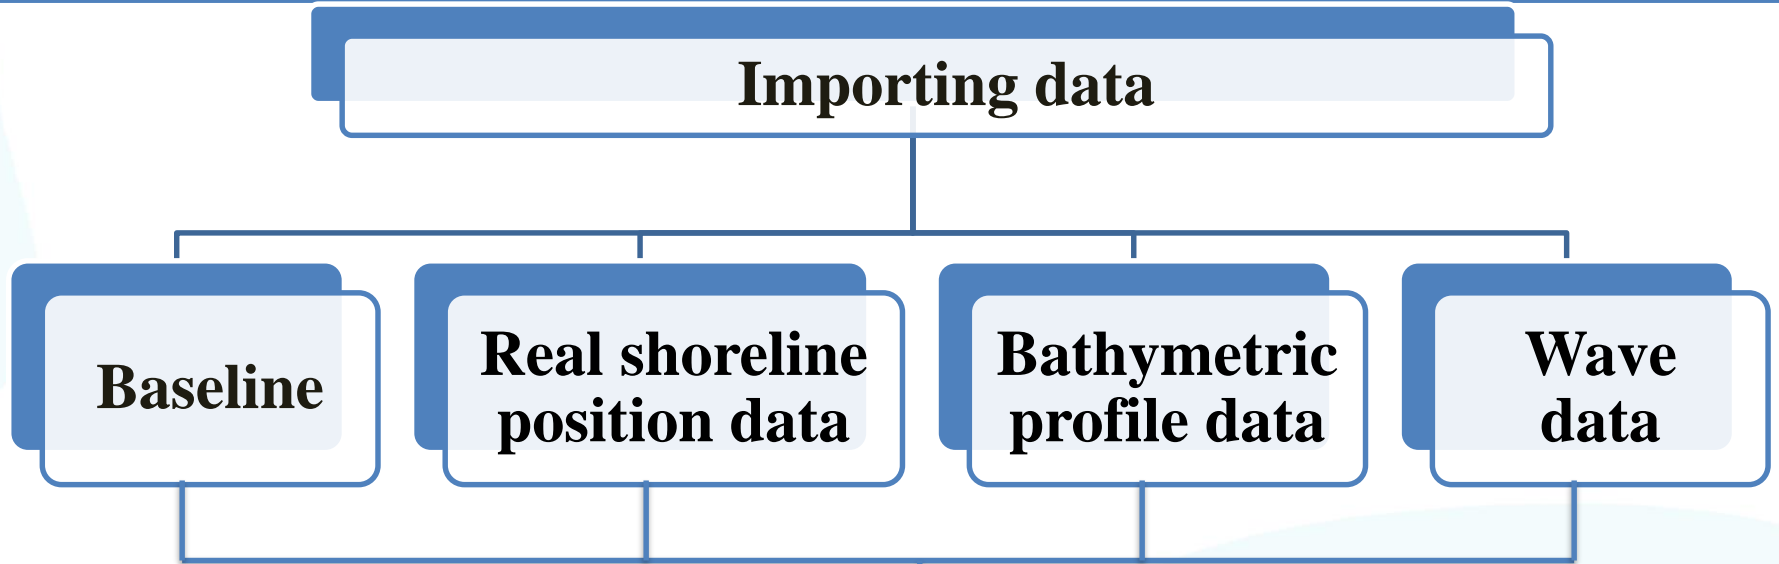 Importing data
Baseline
Real shoreline
position data
Bathymetric
profile data
Wave
data